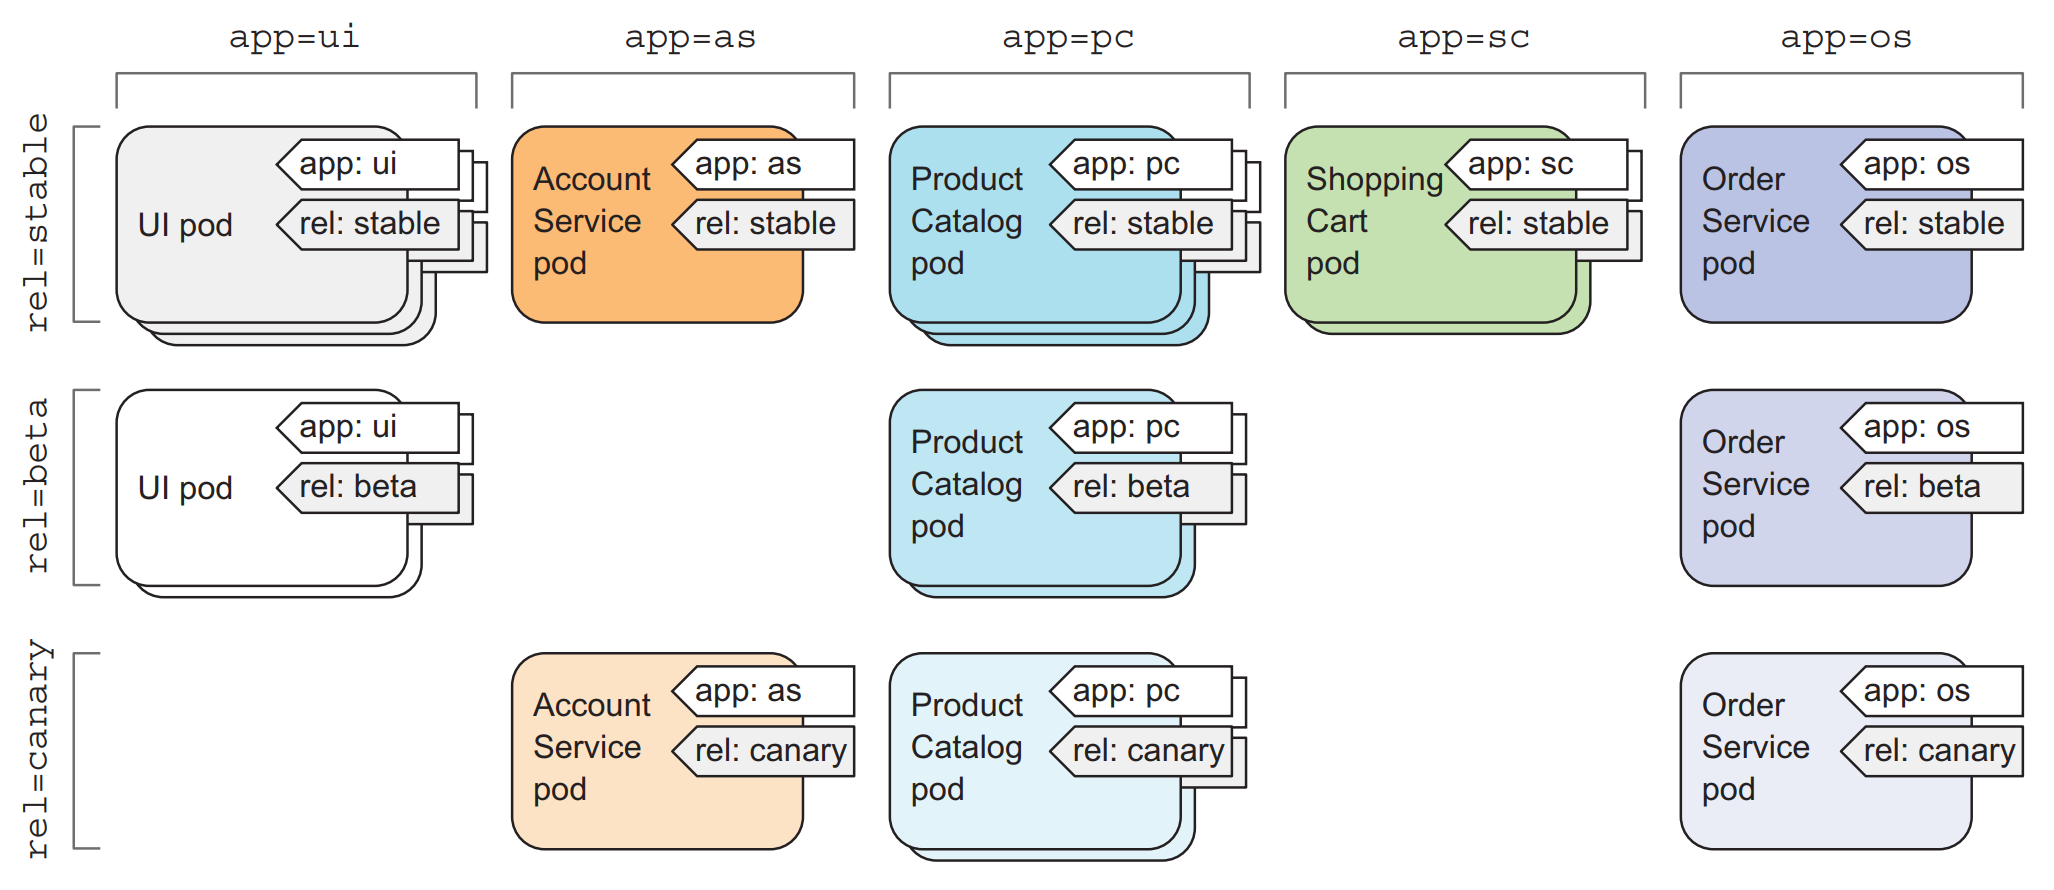 app=ui
app=as
app=pc
app=sc
app=os
rel=stable
UI pod
app: ui
rel: stable
Account
Service
pod
app: as
rel: stable
Product
Catalog
pod
app: pc
rel: stable
Shopping
Cart
pod
app: sc
rel: stable
Order
Service
pod
app: os
rel: stable
rel=beta
UI pod
app: ui
rel: beta
Product
Catalog
pod
app: pc
rel: beta
Order
Service
pod
app: os
rel: beta
rel=canary
Account
Service
pod
app: as
rel: canary
Product
Catalog
pod
app: pc
rel: canary
Order
Service
pod
app: os
rel: canary